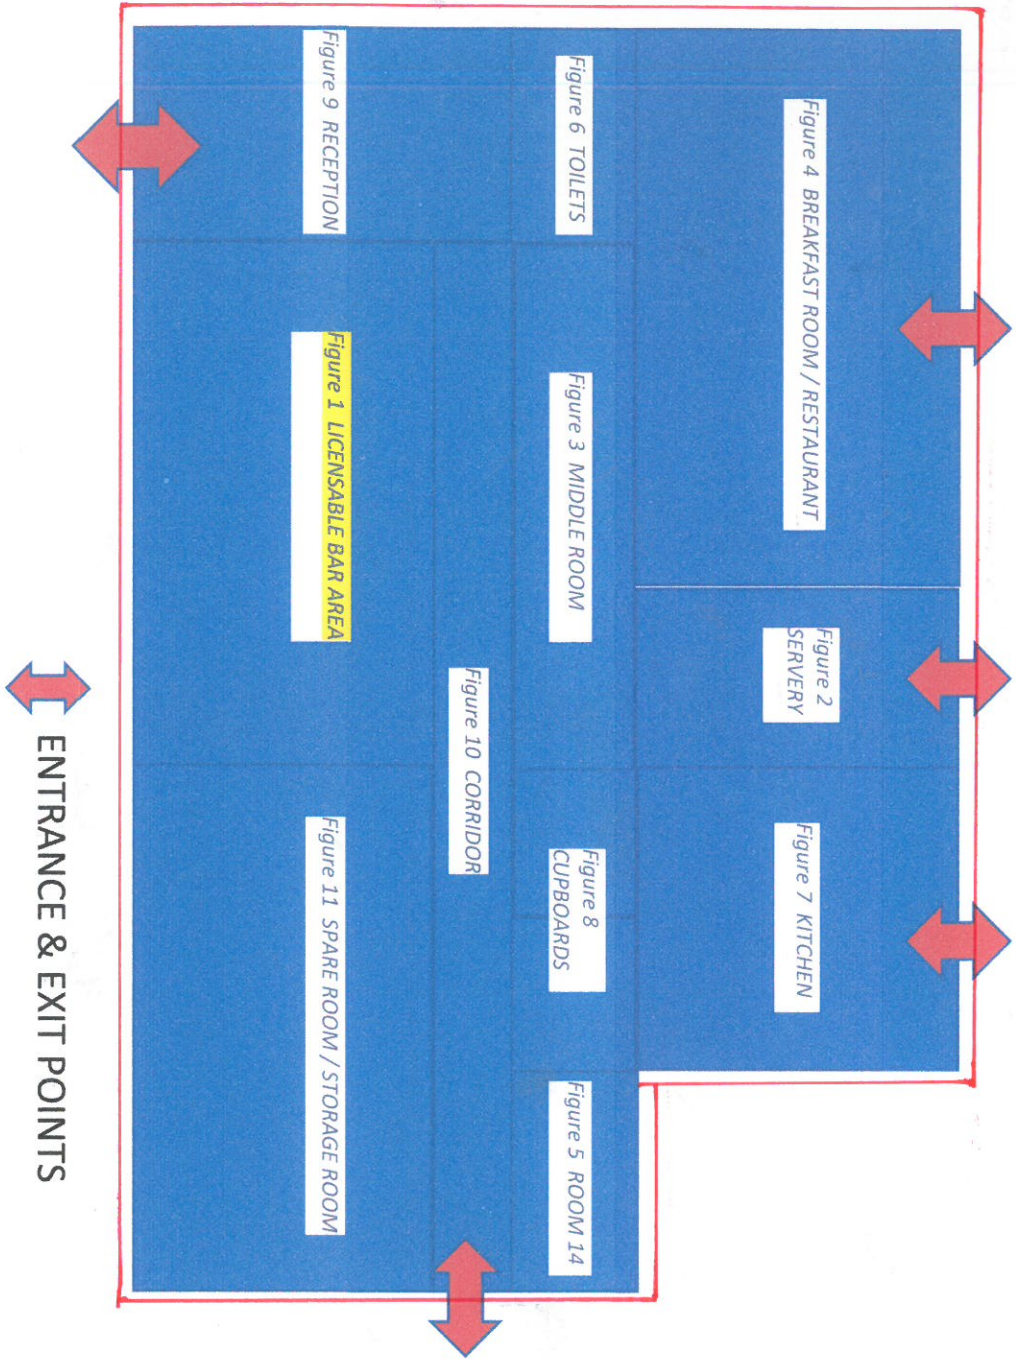 Figure 4 BREAKFAST ROOM / RESTAURANT
Figure 2
SERVERY
Figure 7 KITCHEN
Figure 6 TOILETS
Figure 3 MIDDLE ROOM
Figure 8
CUPBOARDS
Figure 5 ROOM 14
Figure 10 CORRIDOR
Figure 9 RECEPTION
Figure 1 LICENSABLE BAR AREA
Figure 11 SPARE ROOM / STORAGE ROOM
ENTRANCE & EXIT POINTS